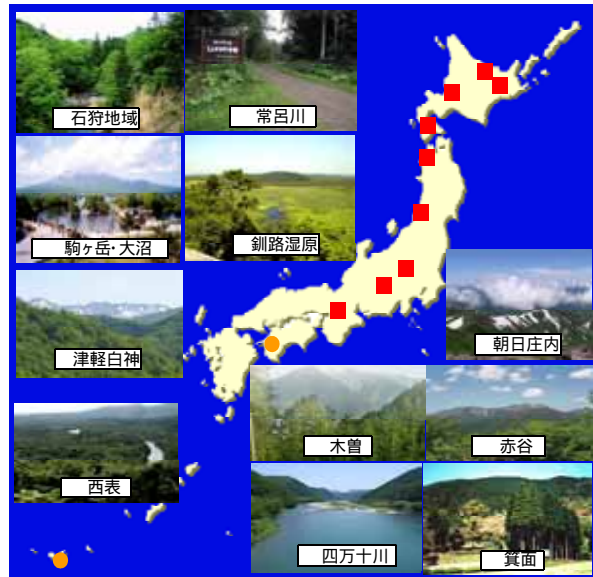 石狩地域
常呂川
駒ヶ岳・大沼
釧路湿原
津軽白神
朝日庄内
木曽
赤谷
西表
四万十川
箕面